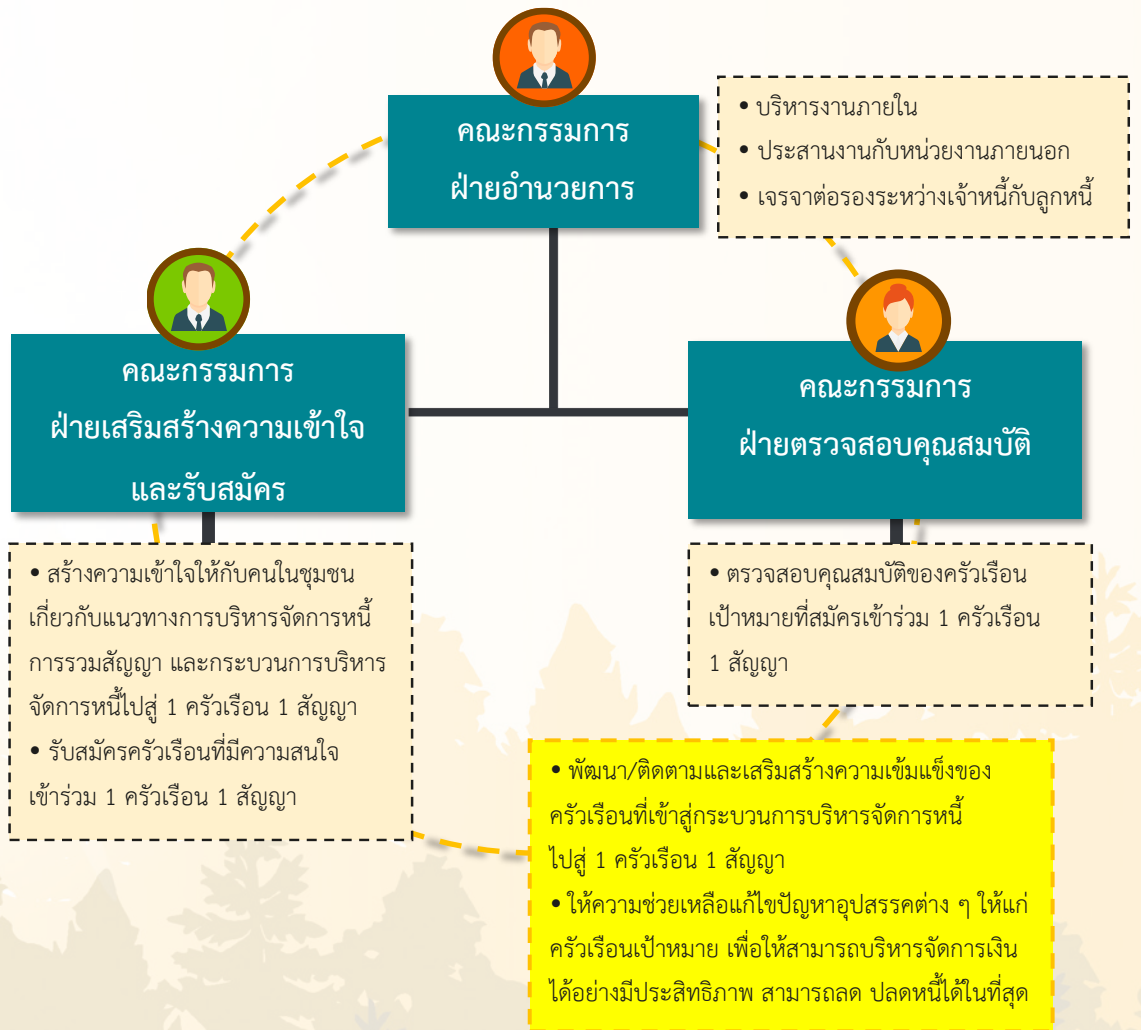 คณะกรรมการ
ฝ่ายอำนวยการ
• บริหารงานภายใน
• ประสานงานกับหน่วยงานภายนอก
• เจรจาต่อรองระหว่างเจ้าหนี้กับลูกหนี้
คณะกรรมการ
ฝ่ายเสริมสร้างความเข้าใจ
และรับสมัคร
คณะกรรมการ
ฝ่ายตรวจสอบคุณสมบัติ
• สร้างความเข้าใจให้กับคนในชุมชน
เกี่ยวกับแนวทางการบริหารจัดการหนี้
การรวมสัญญา และกระบวนการบริหาร
จัดการหนี้ไปสู่ 1 ครัวเรือน 1 สัญญา
• รับสมัครครัวเรือนที่มีความสนใจ
เข้าร่วม 1 ครัวเรือน 1 สัญญา
• ตรวจสอบคุณสมบัติของครัวเรือน
เป้าหมายที่สมัครเข้าร่วม 1 ครัวเรือน
1 สัญญา
• พัฒนา/ติดตามและเสริมสร้างความเข้มแข็งของ
ครัวเรือนที่เข้าสู่กระบวนการบริหารจัดการหนี้
ไปสู่ 1 ครัวเรือน 1 สัญญา
• ให้ความช่วยเหลือแก้ไขปัญหาอุปสรรคต่าง ๆ ให้แก่
ครัวเรือนเป้าหมาย เพื่อให้สามารถบริหารจัดการเงิน
ได้อย่างมีประสิทธิภาพ สามารถลด ปลดหนี้ได้ในที่สุด